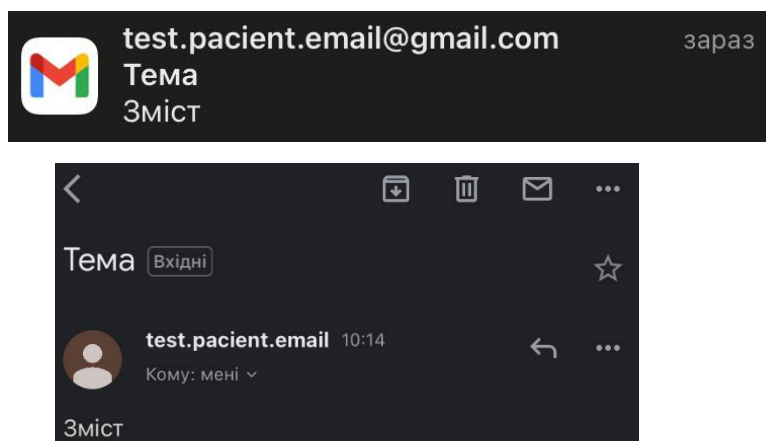 test.pacient.email@gmail.com зараз
Тема
Зміст
Тема Вхідні
test.pacient.email 10:14
Кому: мені
Зміст